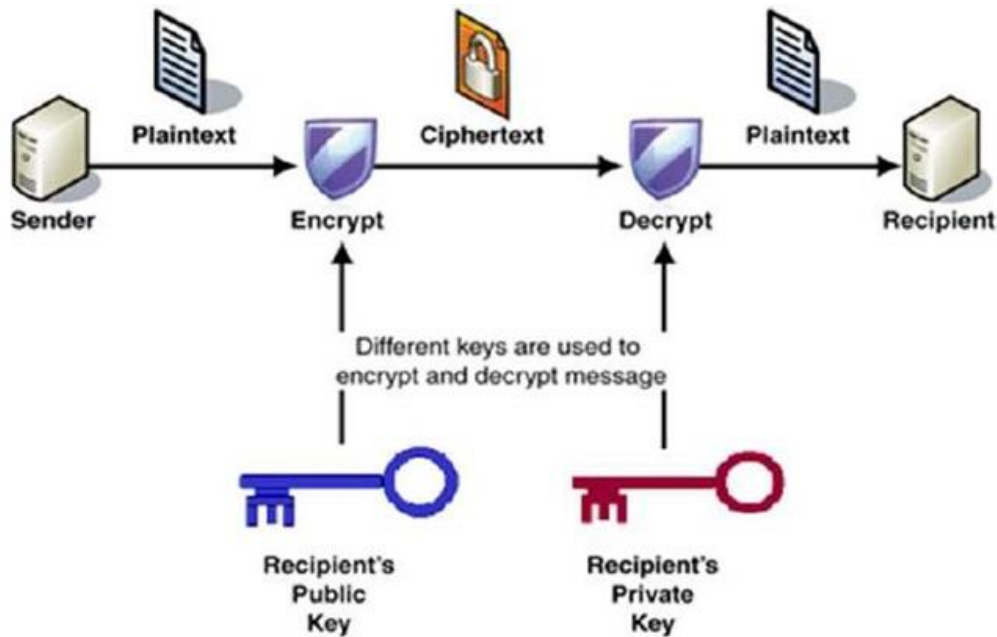 Plaintext
Ciphertext
Plaintext
Sender
Encrypt
Decrypt
Recipient
Different keys are used to
encrypt and decrypt message
Recipient's
Public
Key
Recipient's
Private
Key